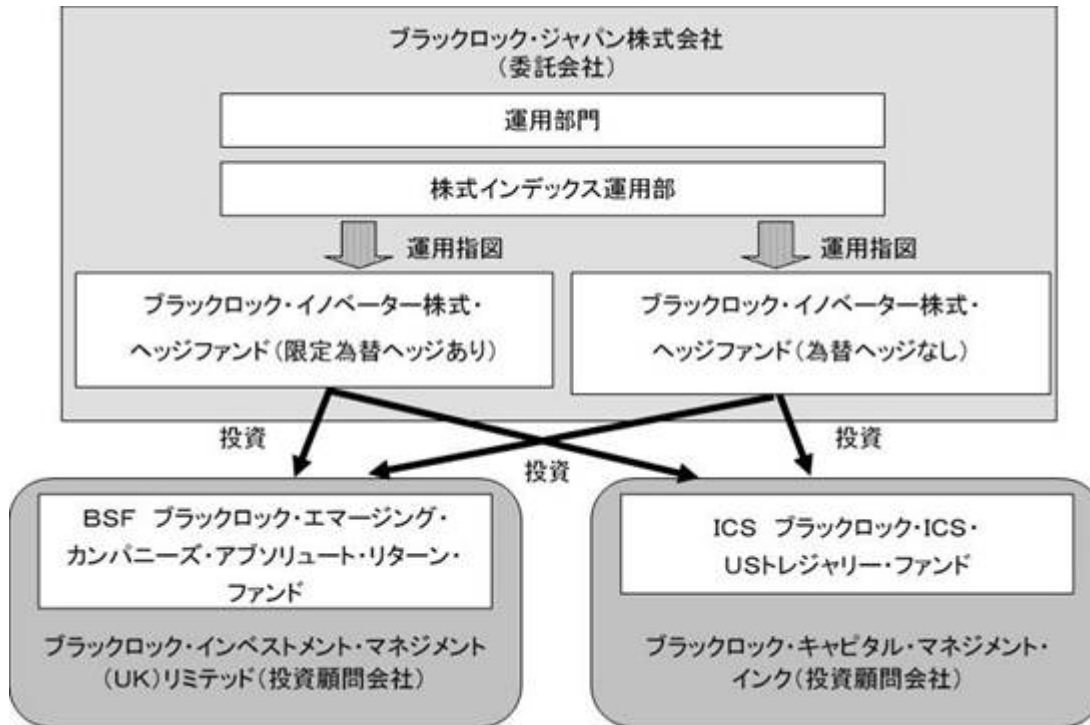 ブラックロック・ジャパン株式会社
（委託会社）
運用部門
株式インデックス運用部
運用指図
運用指図
ブラックロック・イノベーター株式・
ヘッジファンド（限定為替ヘッジあり）
ブラックロック・イノベーター株式・
ヘッジファンド（為替ヘッジなし）
投資
投資
投資
BSF　ブラックロック・エマージング・
カンパニーズ・アブソリュート・リターン・
ファンド
ブラックロック・インベストメント・マネジメント
（UK）リミテッド（投資顧問会社）
ICS　ブラックロック・ICS・
USトレジャリー・ファンド
ブラックロック・キャピタル・マネジメント・
インク（投資顧問会社）